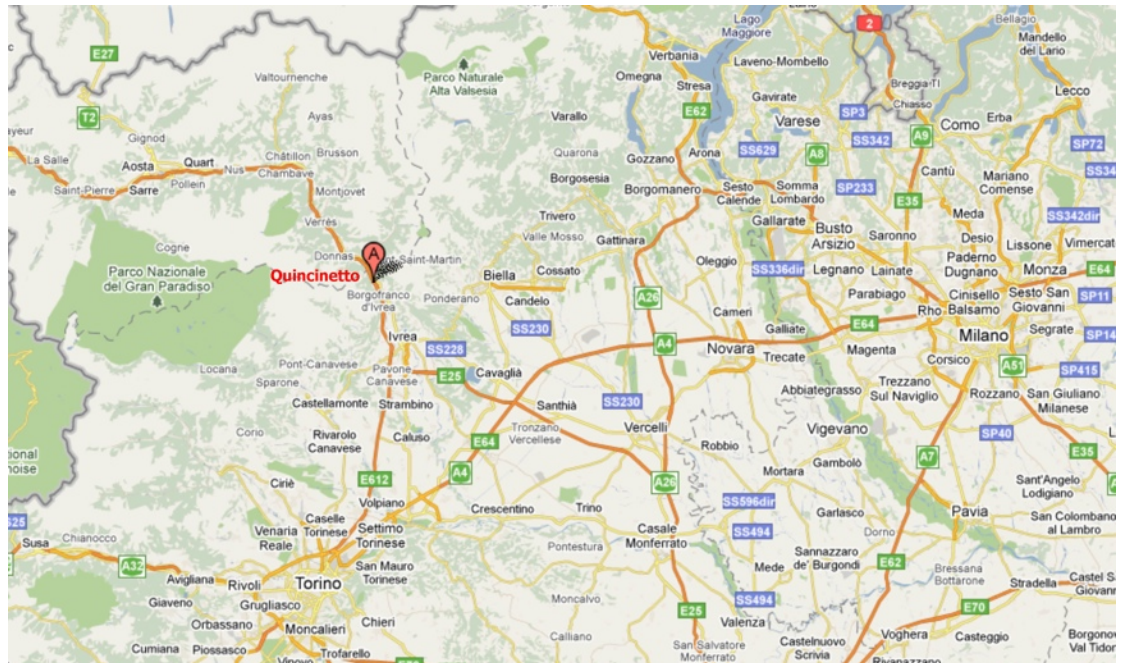 Lago
Maggiore
Bellagio
2
Mandello
del Lario
E27
Verbania
Laveno-Mombello
Valtournenche
Parco Naturale
Alta Valsesia
Omegna
Stresa
Breggia-TI
Lecco
Gavirate
Chiasso
T2
Ayas
Varallo
E62
SP3
Varese
Como
Erba
Gignod
SS342
A9
SP72
La Salle
Aosta
Quart
Châtillon
Brusson
Quarona
Gozzano
Arona
SS629
A8
Nus
Chambave
Cantù
Mariano
Comense
Saint-Pierre
Sarre
Pollein
Montjovet
Borgosesia
Borgomanero
Sesto
Calende
Somma
Lombardo
SP233
E35
Verrès
Trivero
Gallarate
Meda
SS342dir
Cogne
Valle Mosso
Gattinara
Busto
Arsizio
Saronno
Desio
Lissone
Vimercat
Donnas
A
-Saint-Martin
Oleggio
SS336dir
Legnano
Lainate
Paderno
Dugnano
Monza
E64
Parco Nazionale
del Gran Paradiso
Quincinetto
Biella
Cossato
Borgofranco
d'Ivrea
Ponderano
Candelo
A26
Parabiago
Cinisello
Balsamo
Sesto San
Giovanni
SP11
Cameri
Rho
SS230
Galliate
E64
Milano
Segrate
SP14
Ivrea
SS228
A4
Novara
Trecate
Magenta
Corsico
A51
SP415
Locana
Pont-Canavese
Pavone
Canavese
E25
Cavaglià
Sparone
Abbiategrasso
Trezzano
Sul Naviglio
Rozzano
San Giuliano
Milanese
Castellamonte
Strambino
Santhià
SS230
Corio
Rivarolo
Canavese
Caluso
E64
Tronzano
Vercellese
Vercelli
Vigevano
SP40
Robbio
A4
A7
E35
Gambolò
Mortara
Ciriè
E612
A26
Sant'Angelo
Lodigiano
Volpiano
Crescentino
Trino
SS596dir
Garlasco
Pavia
Caselle
Torinese
Settimo
Torinese
Venaria
Reale
Casale
Monferrato
SS494
Dorno
San Colombano
al Lambro
Susa
Chianocco
Pontestura
Sannazzaro
de' Burgondi
E62
A32
San Mauro
Torinese
Mede
Bressana
Bottarone
Avigliana
Rivoli
Torino
Stradella
Castel S
Giovanr
Giaveno
Grugliasco
Moncalvo
SS494
E70
E25
Orbassano
Chieri
Valenza
Moncalieri
Calliano
Voghera
Casteggio
Cumiana
Piossasco
Trofarello
San Salvatore
Monferrato
Castelnuovo
Scrivia
Borgonov
Val Tidor
Vinovo
Rivanazzano